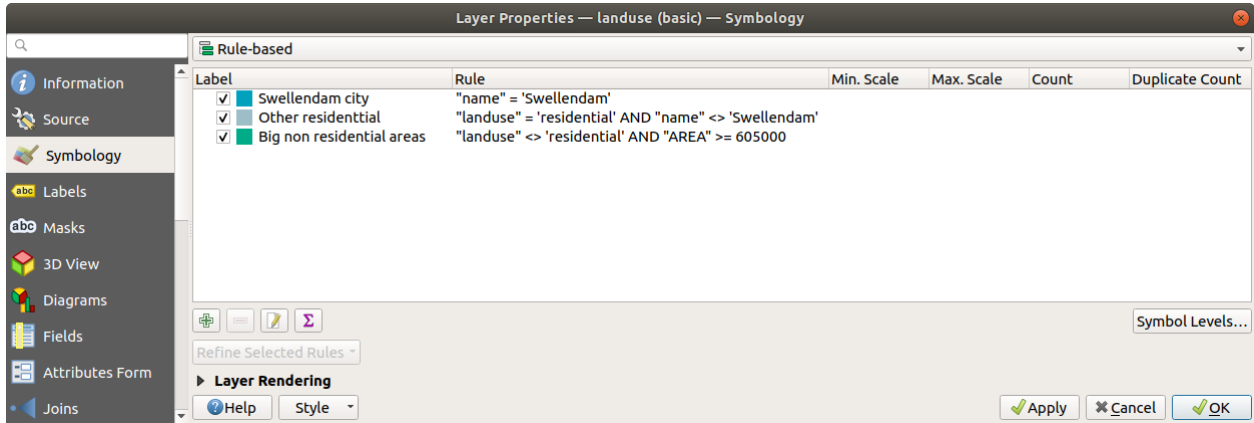 Layer Properties — landuse (basic) — Symbology
Rule-based
Information
Source
Symbology
abc Labels
abc Masks
3D View
Diagrams
Fields
Attributes Form
Joins
Label Rule Min. Scale Max. Scale Count Duplicate Count
Swellendam city "name" = 'Swellendam'
Other residenttial "landuse" = 'residential' AND "name" <> 'Swellendam'
Big non residential areas "landuse" <> 'residential' AND "AREA" >= 605000
Σ Symbol Levels...
Refine Selected Rules
Layer Rendering
Help Style Apply Cancel OK